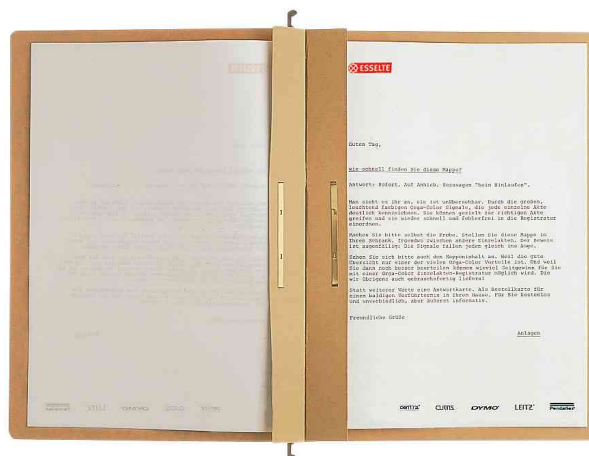 ESSELTE
Guten Tag,
wie schnell finden Sie diese Mappe?
Antwort: Sofort. Auf Anhieb. Sozusagen "beim Einlaufen".
Man sieht es ihr an, sie ist unübersehbar. Durch die großen,
leuchtend farbigen Orga-Color Signale, die jede einzelne Akte
deutlich kennzeichnen. Sie können gezielt zur richtigen Akte
greifen und sie wieder schnell und fehlerfrei in die Registratur
einordnen.
Machen Sie bitte selbst die Probe. Stellen Sie diese Mappe in
Ihren Schrank. Irgendwo zwischen andere Einzelakten. Der Beweis
ist augenfällig: Die Signale fallen jedem gleich ins Auge.
Sehen Sie sich bitte auch den Mappeninhalt an. Weil die gute
Übersicht nur einer der vielen Orga-Color Vorteile ist. Und weil
Sie dann noch besser beurteilen können wieviel Zeitgewinn für Sie
mit einer Orga-Color Einzelakten-Registratur möglich wird. Die
wir übrigens auch gebrauchsfertig liefern!
Statt weiterer Worte eine Antwortkarte. Als Bestellkarte für
einen baldigen Vorführtermin in Ihrem Hause. Für Sie kostenlos
und unverbindlich, aber äußerst informativ.
Freundliche Grüße
Anlagen
centra CURTIS DYMO LEITZ Pendaflex